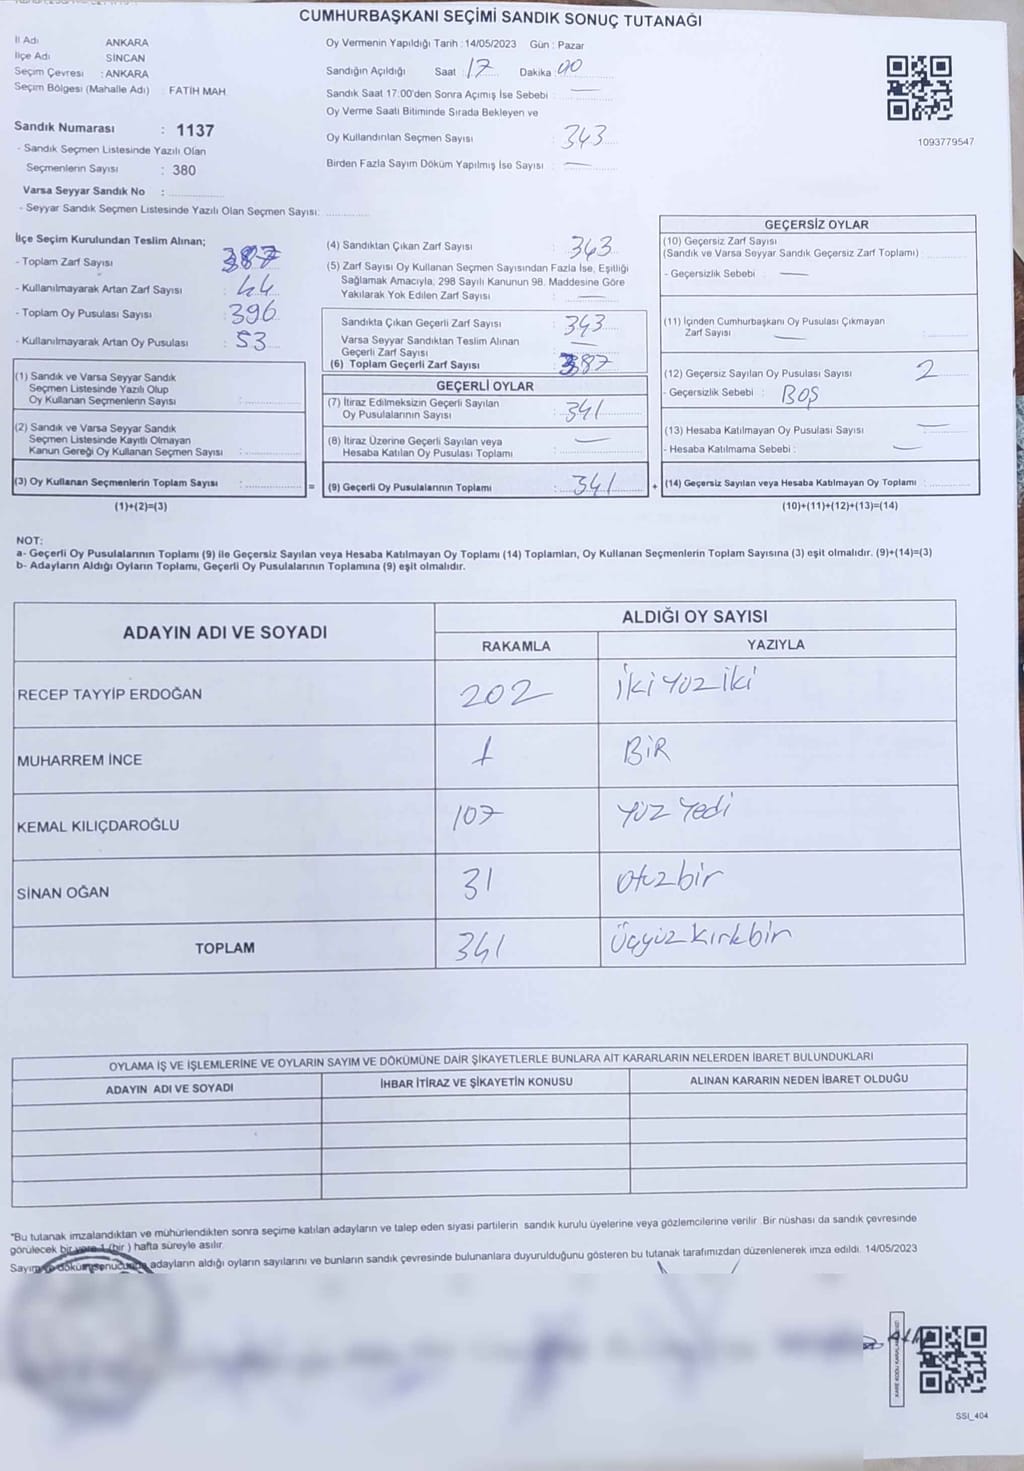 CUMHURBAŞKANI SEÇİMİ SANDIK SONUÇ TUTANAĞI
İl Adı ANKARA
İlçe Adı SİNCAN
Seçim Çevresi : ANKARA
Seçim Bölgesi (Mahalle Adı) : FATİH MAH
Sandık Numarası : 1137
- Sandık Seçmen Listesinde Yazılı Olan
Seçmenlerin Sayısı : 380
Varsa Seyyar Sandık No :
- Seyyar Sandık Seçmen Listesinde Yazılı Olan Seçmen Sayısı:
Oy Vermenin Yapıldığı Tarih : 14/05/2023 Gün : Pazar
Sandığın Açıldığı Saat : 17 Dakika : 00
Sandık Saat 17:00'den Sonra Açımış İse Sebebi : —
Oy Verme Saati Bitiminde Sırada Bekleyen ve
Oy Kullandırılan Seçmen Sayısı : 343
Birden Fazla Sayım Döküm Yapılmış İse Sayısı : —
1093779547
İlçe Seçim Kurulundan Teslim Alınan;
- Toplam Zarf Sayısı : 387
- Kullanılmayarak Artan Zarf Sayısı : 44
- Toplam Oy Pusulası Sayısı : 396
- Kullanılmayarak Artan Oy Pusulası : 53
(1) Sandık ve Varsa Seyyar Sandık
Seçmen Listesinde Yazılı Olup
Oy Kullanan Seçmenlerin Sayısı :
(2) Sandık ve Varsa Seyyar Sandık
Seçmen Listesinde Kayıtlı Olmayan
Kanun Gereği Oy Kullanan Seçmen Sayısı :
(3) Oy Kullanan Seçmenlerin Toplam Sayısı :
(1)+(2)=(3)
(4) Sandıktan Çıkan Zarf Sayısı : 343
(5) Zarf Sayısı Oy Kullanan Seçmen Sayısından Fazla İse, Eşitliği
Sağlamak Amacıyla, 298 Sayılı Kanunun 98. Maddesine Göre
Yakılarak Yok Edilen Zarf Sayısı : —
Sandıkta Çıkan Geçerli Zarf Sayısı : 343
Varsa Seyyar Sandıktan Teslim Alınan
Geçerli Zarf Sayısı : —
(6) Toplam Geçerli Zarf Sayısı : 387
GEÇERLİ OYLAR
(7) İtiraz Edilmeksizin Geçerli Sayılan
Oy Pusulalarının Sayısı : 341
(8) İtiraz Üzerine Geçerli Sayılan veya
Hesaba Katılan Oy Pusulası Toplamı : —
= (9) Geçerli Oy Pusulalarının Toplamı : 341 +
GEÇERSİZ OYLAR
(10) Geçersiz Zarf Sayısı
(Sandık ve Varsa Seyyar Sandık Geçersiz Zarf Toplamı) :
- Geçersizlik Sebebi : —
(11) İçinden Cumhurbaşkanı Oy Pusulası Çıkmayan
Zarf Sayısı : —
(12) Geçersiz Sayılan Oy Pusulası Sayısı : 2
- Geçersizlik Sebebi : BOŞ
(13) Hesaba Katılmayan Oy Pusulası Sayısı : —
- Hesaba Katılmama Sebebi : —
(14) Geçersiz Sayılan veya Hesaba Katılmayan Oy Toplamı :
(10)+(11)+(12)+(13)=(14)
NOT:
a- Geçerli Oy Pusulalarının Toplamı (9) ile Geçersiz Sayılan veya Hesaba Katılmayan Oy Toplamı (14) Toplamları, Oy Kullanan Seçmenlerin Toplam Sayısına (3) eşit olmalıdır. (9)+(14)=(3)
b- Adayların Aldığı Oyların Toplamı, Geçerli Oy Pusulalarının Toplamına (9) eşit olmalıdır.
ADAYIN ADI VE SOYADI ALDIĞI OY SAYISI
RAKAMLA YAZIYLA
RECEP TAYYİP ERDOĞAN 202 İki yüz iki
MUHARREM İNCE 1 BİR
KEMAL KILIÇDAROĞLU 107 Yüz Yedi
SİNAN OĞAN 31 otuz bir
TOPLAM 341 Üçyüz kırkbir
OYLAMA İŞ VE İŞLEMLERİNE VE OYLARIN SAYIM VE DÖKÜMÜNE DAİR ŞİKAYETLERLE BUNLARA AİT KARARLARIN NELERDEN İBARET BULUNDUKLARI
ADAYIN ADI VE SOYADI İHBAR İTİRAZ VE ŞİKAYETİN KONUSU ALINAN KARARIN NEDEN İBARET OLDUĞU
*Bu tutanak imzalandıktan ve mühürlendikten sonra seçime katılan adayların ve talep eden siyasi partilerin sandık kurulu üyelerine veya gözlemcilerine verilir. Bir nüshası da sandık çevresinde
görülecek bir yere 1 (bir ) hafta süreyle asılır.
Sayım ve döküm sonucunda adayların aldığı oyların sayılarını ve bunların sandık çevresinde bulunanlara duyurulduğunu gösteren bu tutanak tarafımızdan düzenlenerek imza edildi. 14/05/2023
SSI_404